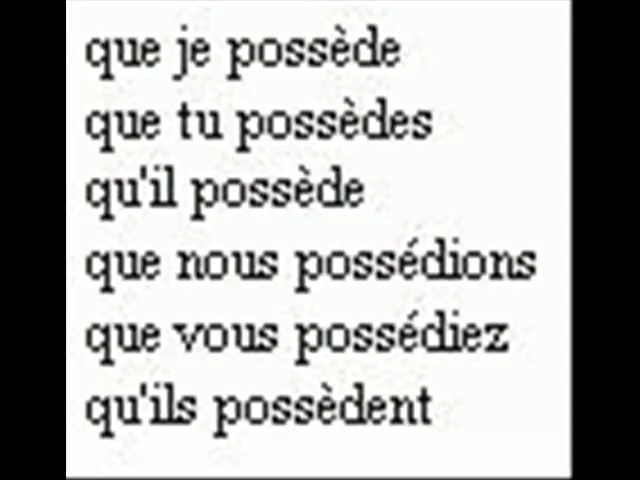 que je possède
que tu possèdes
qu'il possède
que nous possédions
que vous possédiez
qu'ils possèdent